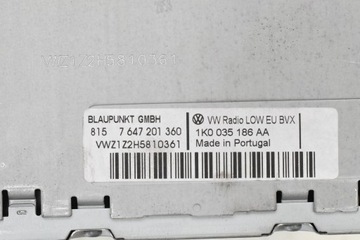 VWZ1Z2H5810361
BLAUPUNKT GMBH
815 7 647 201 360
VWZ1Z2H5810361
VW Radio LOW EU BVX
1K0 035 186 AA
Made in Portugal